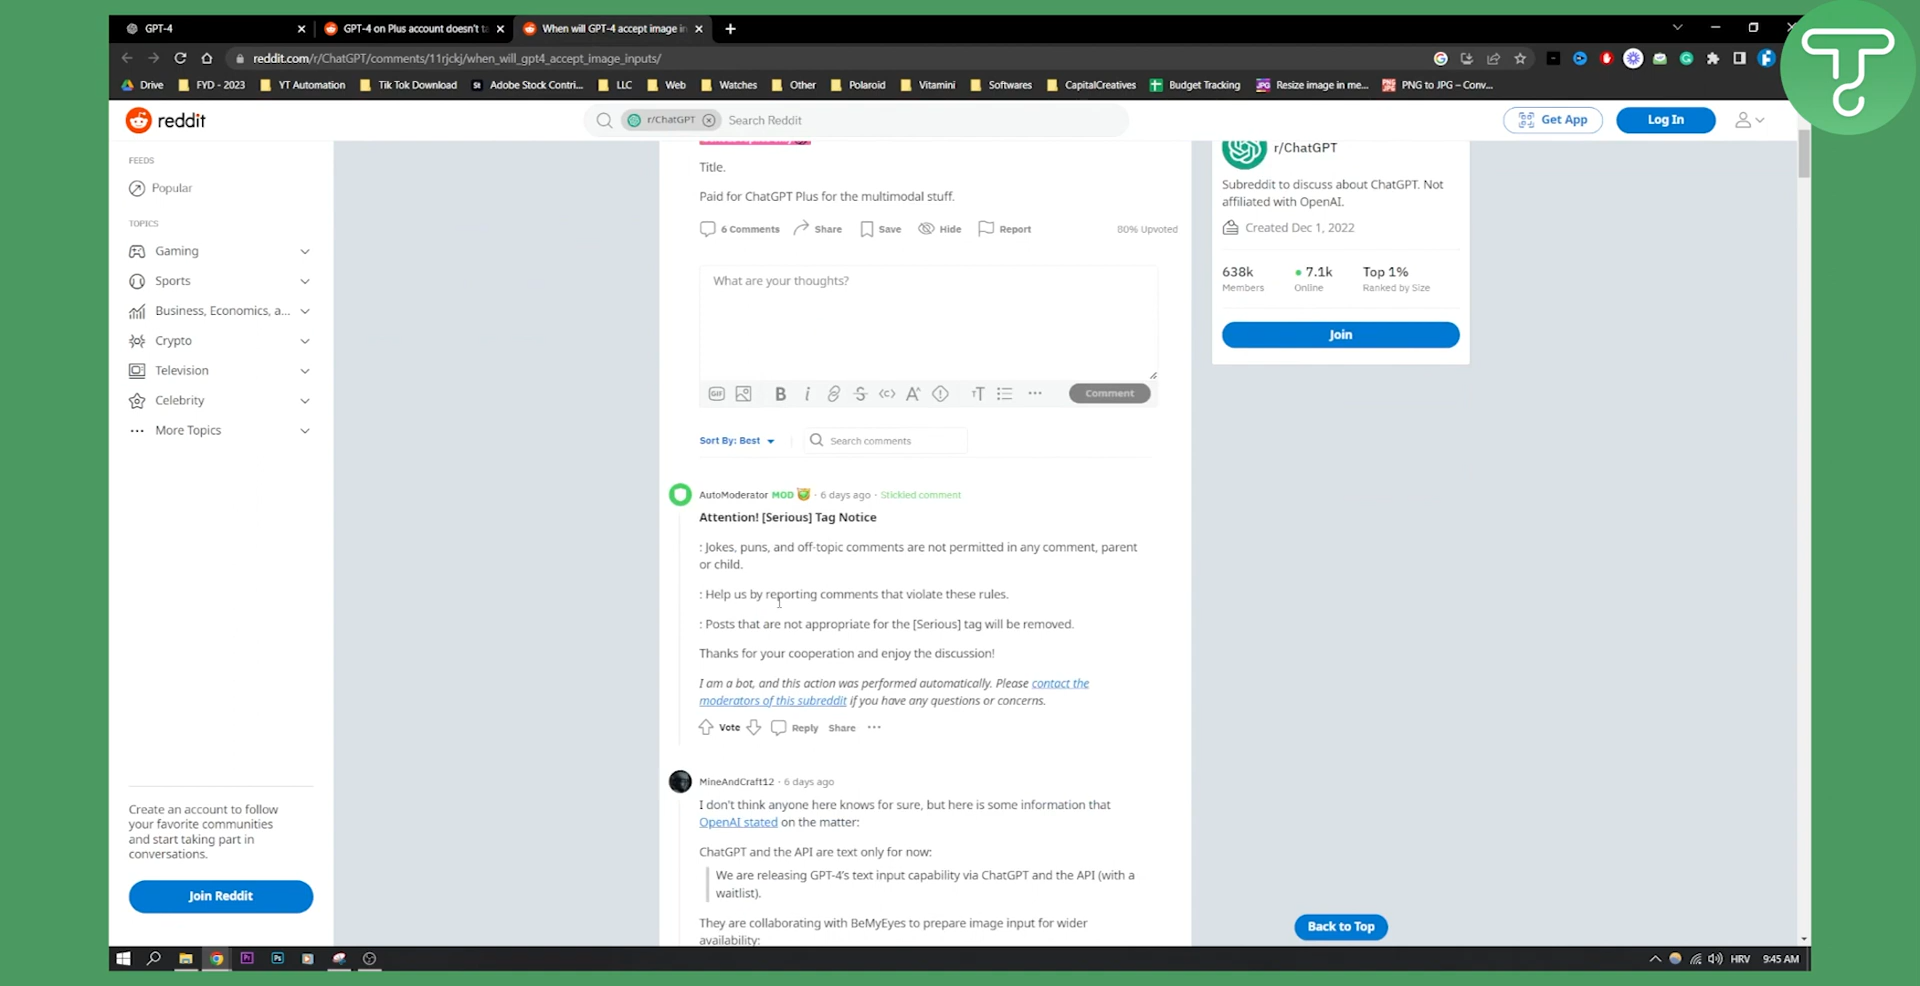 GPT-4
GPT-4 on Plus account doesn't ta
When will GPT-4 accept image in
reddit.com/r/ChatGPT/comments/11rjckj/when_will_gpt4_accept_image_inputs/
Drive
FYD - 2023
YT Automation
Tik Tok Download
Adobe Stock Contri...
LLC
Web
Watches
Other
Polaroid
Vitamini
Softwares
CapitalCreatives
Budget Tracking
Resize image in me...
PNG to JPG – Conv...
reddit
r/ChatGPT
Search Reddit
Get App
Log In
FEEDS
Popular
TOPICS
Gaming
Sports
Business, Economics, a...
Crypto
Television
Celebrity
More Topics
Create an account to follow
your favorite communities
and start taking part in
conversations.
Join Reddit
Title.
Paid for ChatGPT Plus for the multimodal stuff.
6 Comments
Share
Save
Hide
Report
80% Upvoted
What are your thoughts?
Comment
Sort By: Best
Search comments
AutoModerator MOD · 6 days ago · Stickied comment
Attention! [Serious] Tag Notice
: Jokes, puns, and off-topic comments are not permitted in any comment, parent
or child.
: Help us by reporting comments that violate these rules.
: Posts that are not appropriate for the [Serious] tag will be removed.
Thanks for your cooperation and enjoy the discussion!
I am a bot, and this action was performed automatically. Please contact the
moderators of this subreddit if you have any questions or concerns.
Vote
Reply
Share
MineAndCraft12 · 6 days ago
I don't think anyone here knows for sure, but here is some information that
OpenAI stated on the matter:
ChatGPT and the API are text only for now:
We are releasing GPT-4's text input capability via ChatGPT and the API (with a
waitlist).
They are collaborating with BeMyEyes to prepare image input for wider
availability:
r/ChatGPT
Subreddit to discuss about ChatGPT. Not
affiliated with OpenAI.
Created Dec 1, 2022
638k
Members
7.1k
Online
Top 1%
Ranked by Size
Join
Back to Top
HRV
9:45 AM